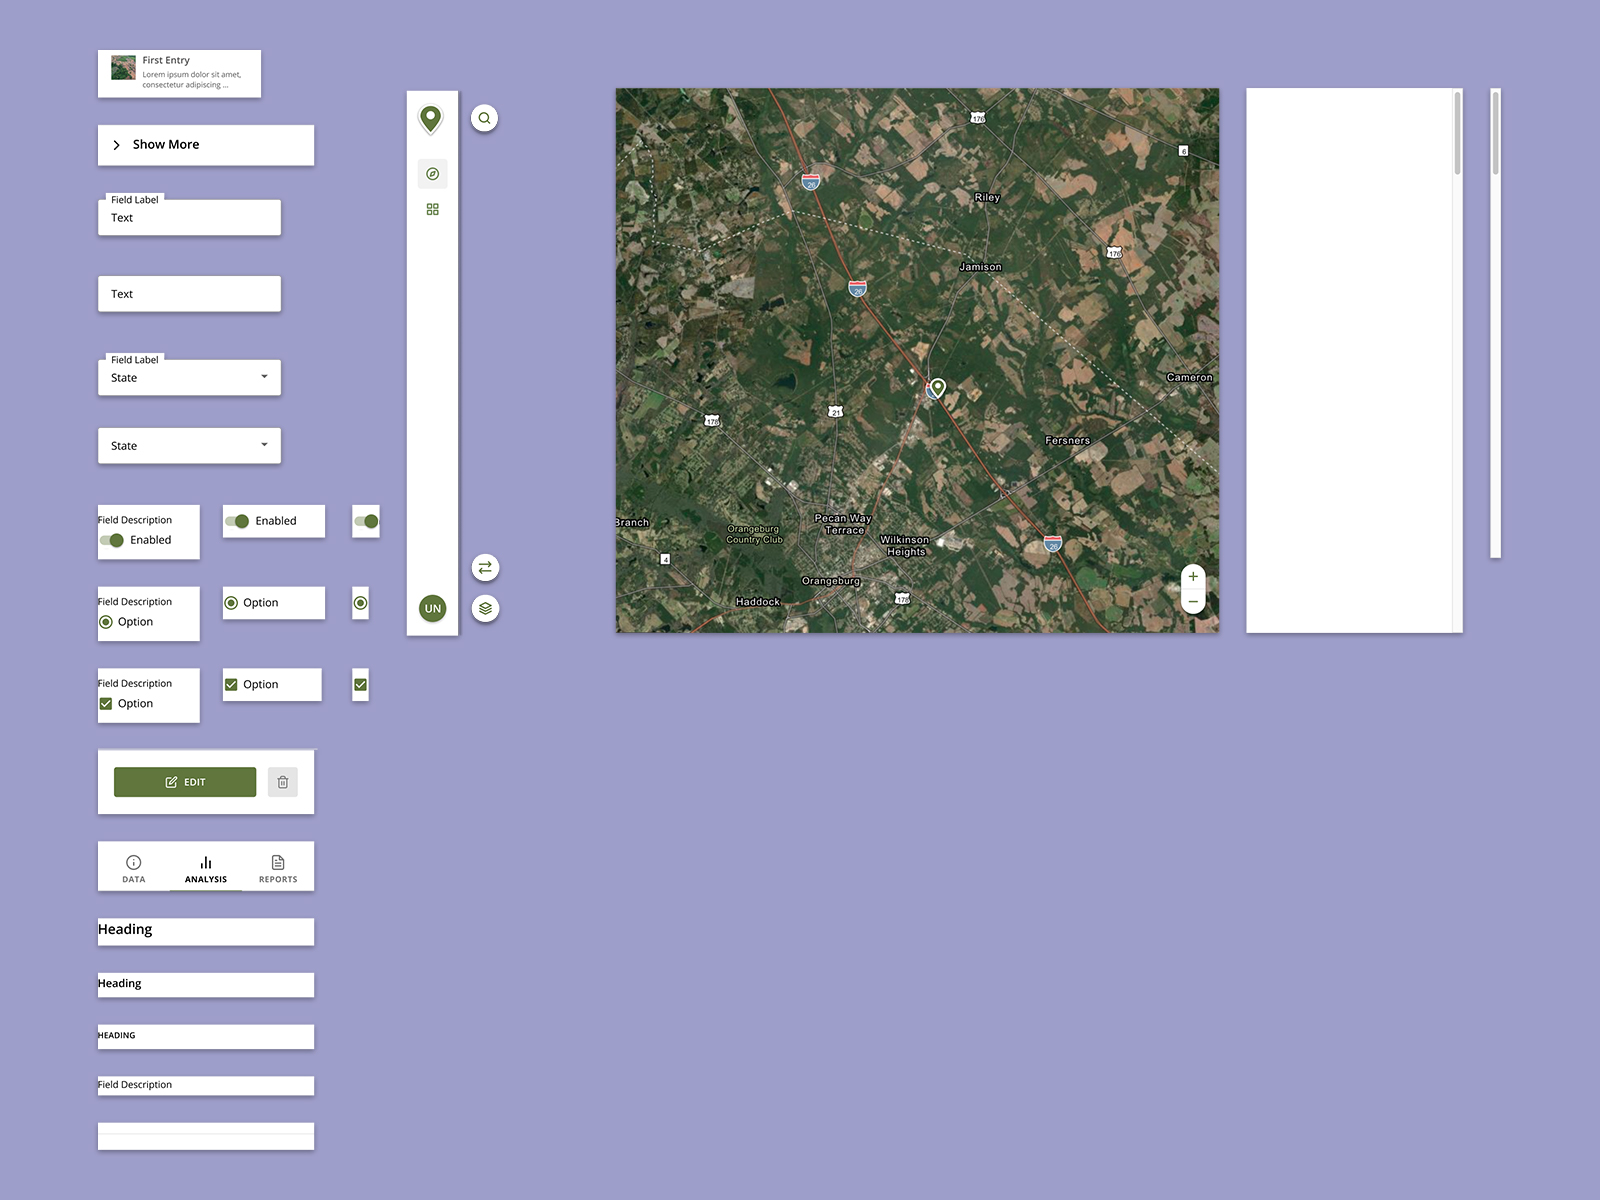 First Entry
Lorem ipsum dolor sit amet,
consectetur adipiscing ...
Show More
Field Label
Text
Text
Field Label
State
State
Field Description
Enabled
Enabled
Field Description
Option
Option
Field Description
Option
Option
EDIT
DATA
ANALYSIS
REPORTS
Heading
Heading
HEADING
Field Description
UN
176
6
26
Riley
176
Jamison
26
Cameron
21
178
Fersners
Branch
Orangeburg
Country Club
Pecan Way
Terrace
Wilkinson
Heights
26
4
Orangeburg
Haddock
178